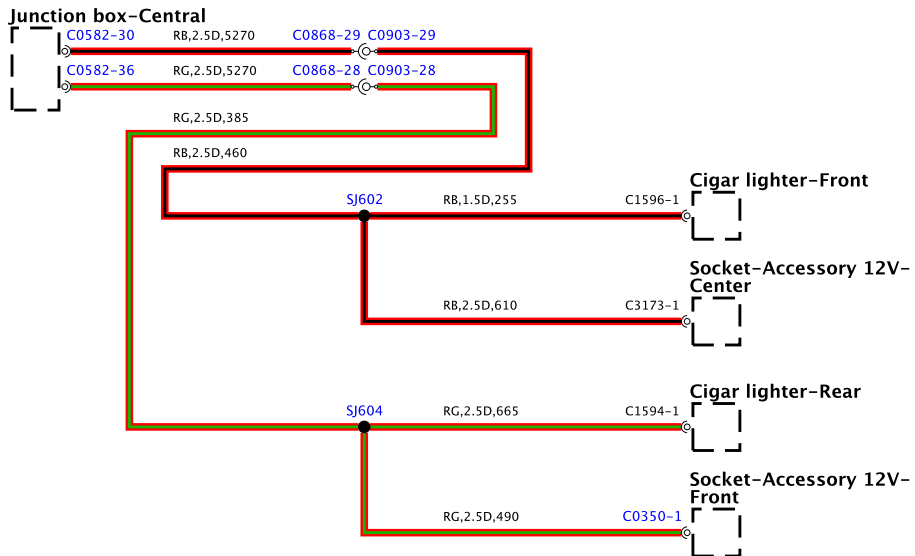 Junction box-Central
C0582-30 RB,2.5D,5270 C0868-29 C0903-29
C0582-36 RG,2.5D,5270 C0868-28 C0903-28
RG,2.5D,385
RB,2.5D,460
Cigar lighter-Front
SJ602 RB,1.5D,255 C1596-1
Socket-Accessory 12V-
Center
RB,2.5D,610 C3173-1
Cigar lighter-Rear
SJ604 RG,2.5D,665 C1594-1
Socket-Accessory 12V-
Front
RG,2.5D,490 C0350-1